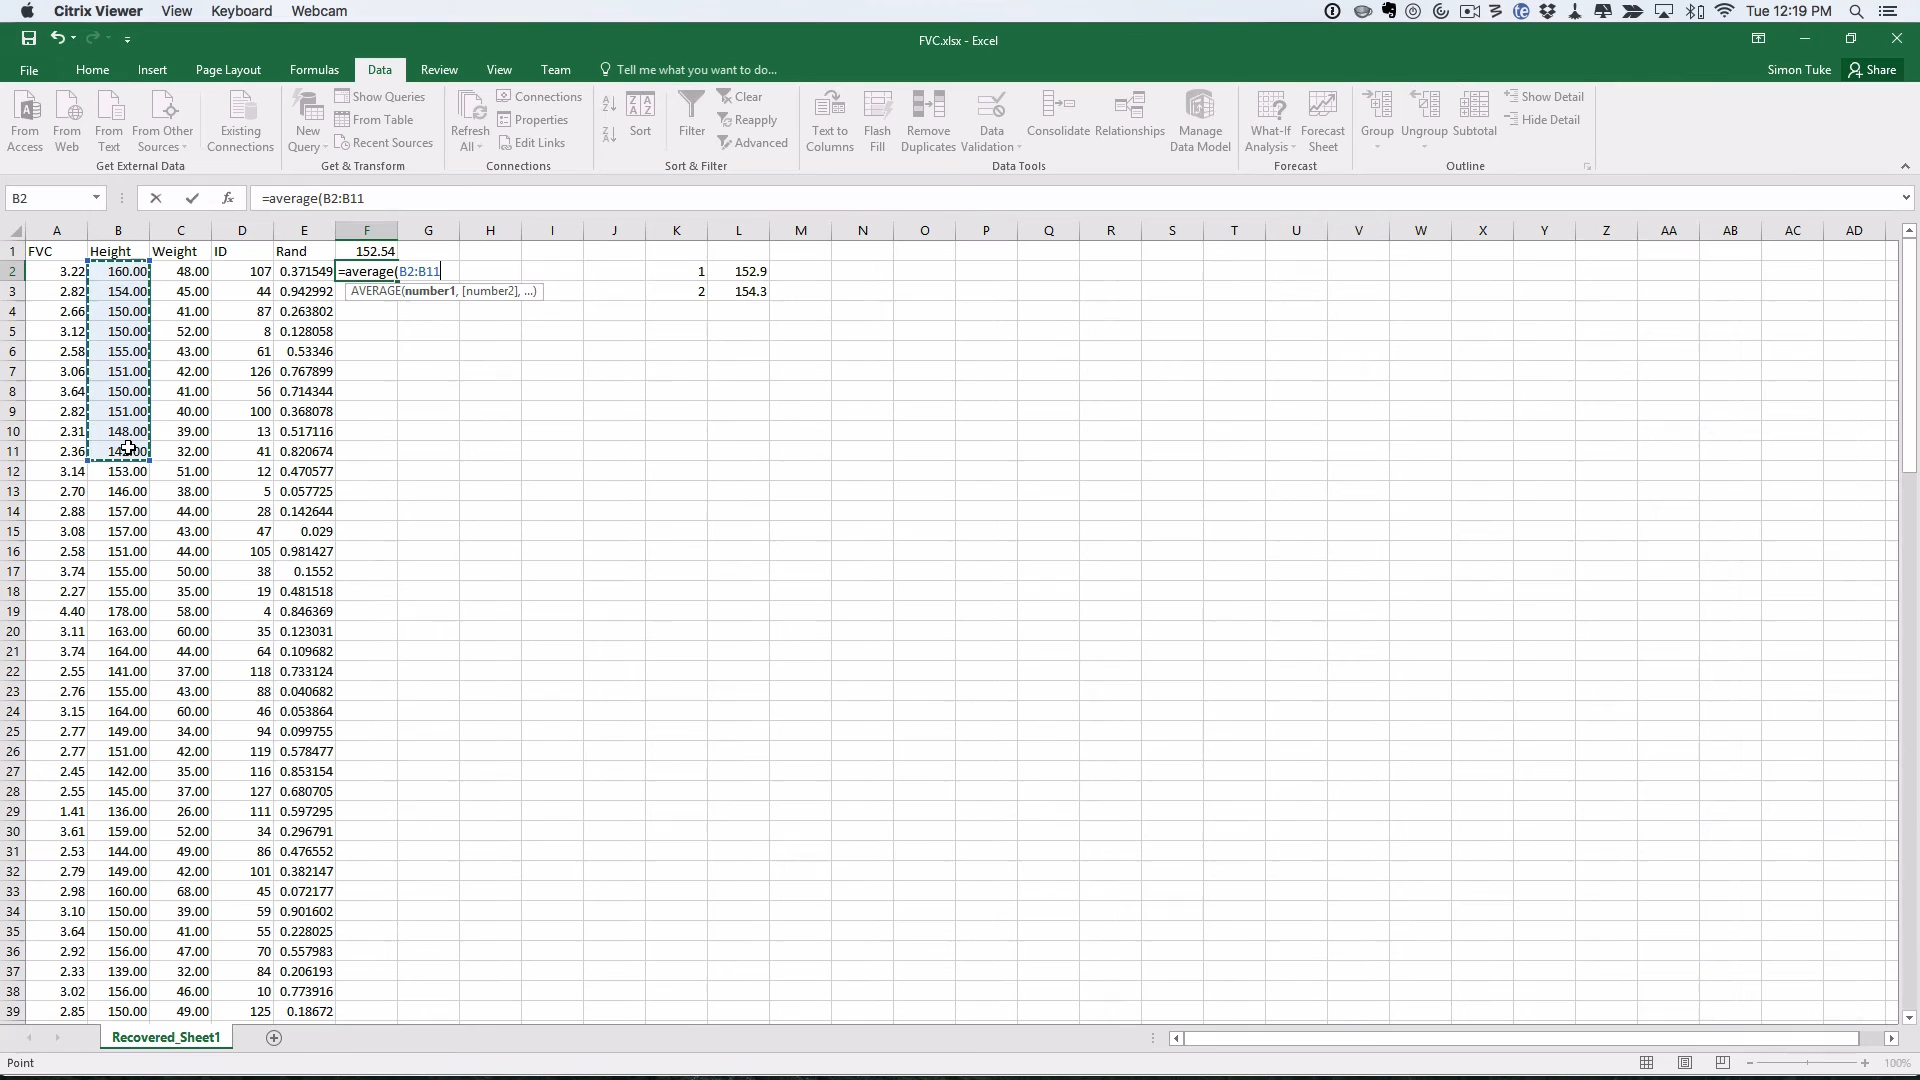 Citrix Viewer View Keyboard Webcam Tue 12:19 PM
FVC.xlsx - Excel
File Home Insert Page Layout Formulas Data Review View Team Tell me what you want to do... Simon Tuke Share
From Access From Web From Text From Other Sources Existing Connections New Query Show Queries From Table Recent Sources Refresh All Connections Properties Edit Links Sort Filter Clear Reapply Advanced Text to Columns Flash Fill Remove Duplicates Data Validation Consolidate Relationships Manage Data Model What-If Analysis Forecast Sheet Group Ungroup Subtotal Show Detail Hide Detail
Get External Data Get & Transform Connections Sort & Filter Data Tools Forecast Outline
B2 fx =average(B2:B11
A B C D E F G H I J K L M N O P Q R S T U V W X Y Z AA AB AC AD
1 FVC Height Weight ID Rand 152.54
2 3.22 160.00 48.00 107 0.371549 =average(B2:B11 1 152.9
3 2.82 154.00 45.00 44 0.942992 AVERAGE(number1, [number2], ...) 2 154.3
4 2.66 150.00 41.00 87 0.263802
5 3.12 150.00 52.00 8 0.128058
6 2.58 155.00 43.00 61 0.53346
7 3.06 151.00 42.00 126 0.767899
8 3.64 150.00 41.00 56 0.714344
9 2.82 151.00 40.00 100 0.368078
10 2.31 148.00 39.00 13 0.517116
11 2.36 32.00 41 0.820674
12 3.14 153.00 51.00 12 0.470577
13 2.70 146.00 38.00 5 0.057725
14 2.88 157.00 44.00 28 0.142644
15 3.08 157.00 43.00 47 0.029
16 2.58 151.00 44.00 105 0.981427
17 3.74 155.00 50.00 38 0.1552
18 2.27 155.00 35.00 19 0.481518
19 4.40 178.00 58.00 4 0.846369
20 3.11 163.00 60.00 35 0.123031
21 3.74 164.00 44.00 64 0.109682
22 2.55 141.00 37.00 118 0.733124
23 2.76 155.00 43.00 88 0.040682
24 3.15 164.00 60.00 46 0.053864
25 2.77 149.00 34.00 94 0.099755
26 2.77 151.00 42.00 119 0.578477
27 2.45 142.00 35.00 116 0.853154
28 2.55 145.00 37.00 127 0.680705
29 1.41 136.00 26.00 111 0.597295
30 3.61 159.00 52.00 34 0.296791
31 2.53 144.00 49.00 86 0.476552
32 2.79 149.00 42.00 101 0.382147
33 2.98 160.00 68.00 45 0.072177
34 3.10 150.00 39.00 59 0.901602
35 3.64 150.00 41.00 55 0.228025
36 2.92 156.00 47.00 70 0.557983
37 2.33 139.00 32.00 84 0.206193
38 3.02 156.00 46.00 10 0.773916
39 2.85 150.00 49.00 125 0.18672
Recovered_Sheet1
Point 100%